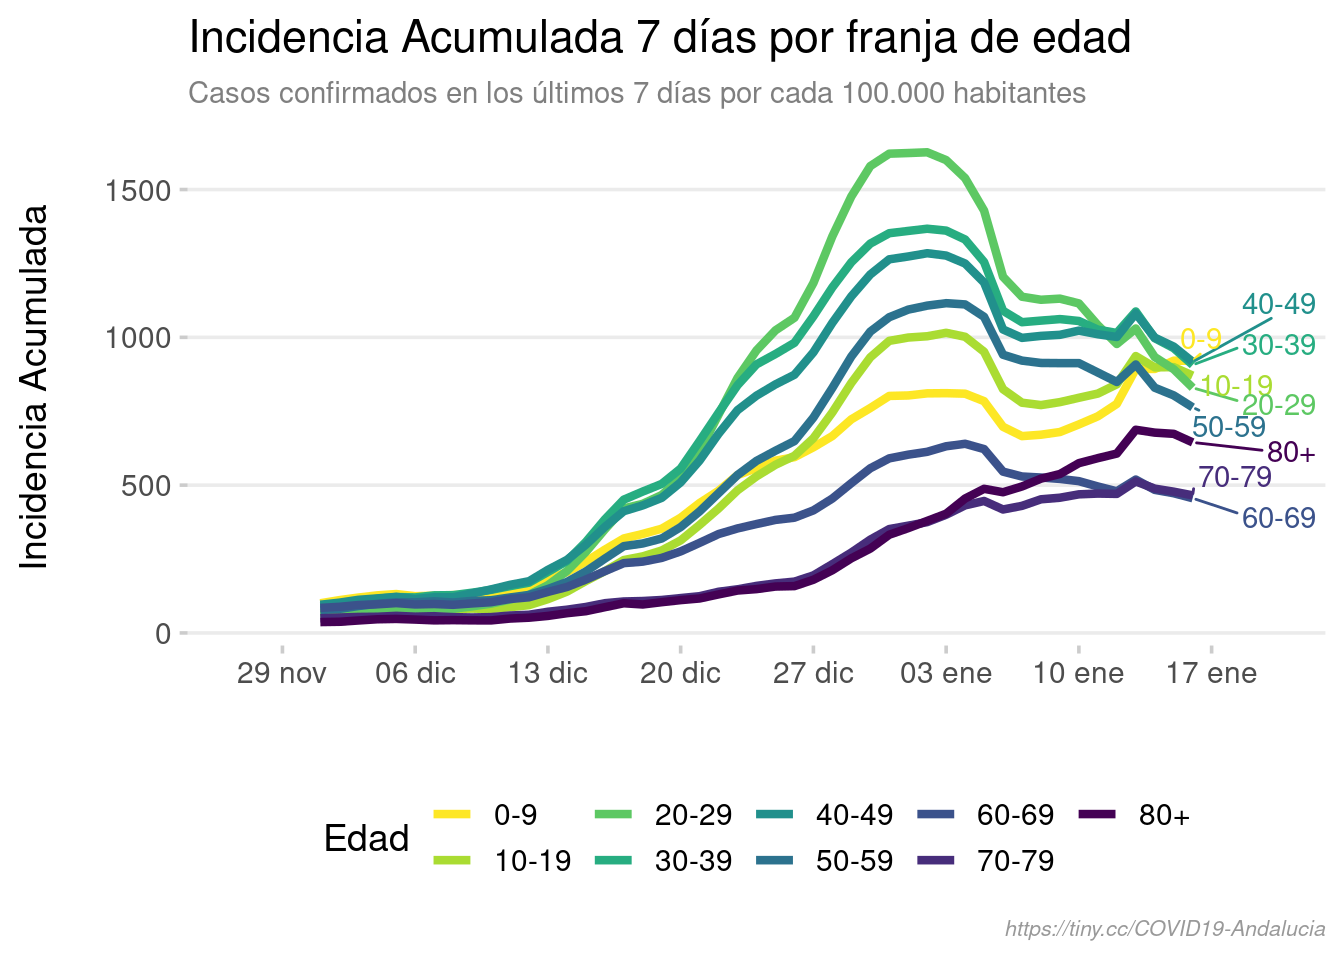 Incidencia Acumulada 7 días por franja de edad
Casos confirmados en los últimos 7 días por cada 100.000 habitantes
Incidencia Acumulada
1500
1000
500
0
40-49
0-9
30-39
10-19
20-29
50-59
80+
70-79
60-69
29 nov
06 dic
13 dic
20 dic
27 dic
03 ene
10 ene
17 ene
Edad
0-9
20-29
40-49
60-69
80+
10-19
30-39
50-59
70-79
https://tiny.cc/COVID19-Andalucia